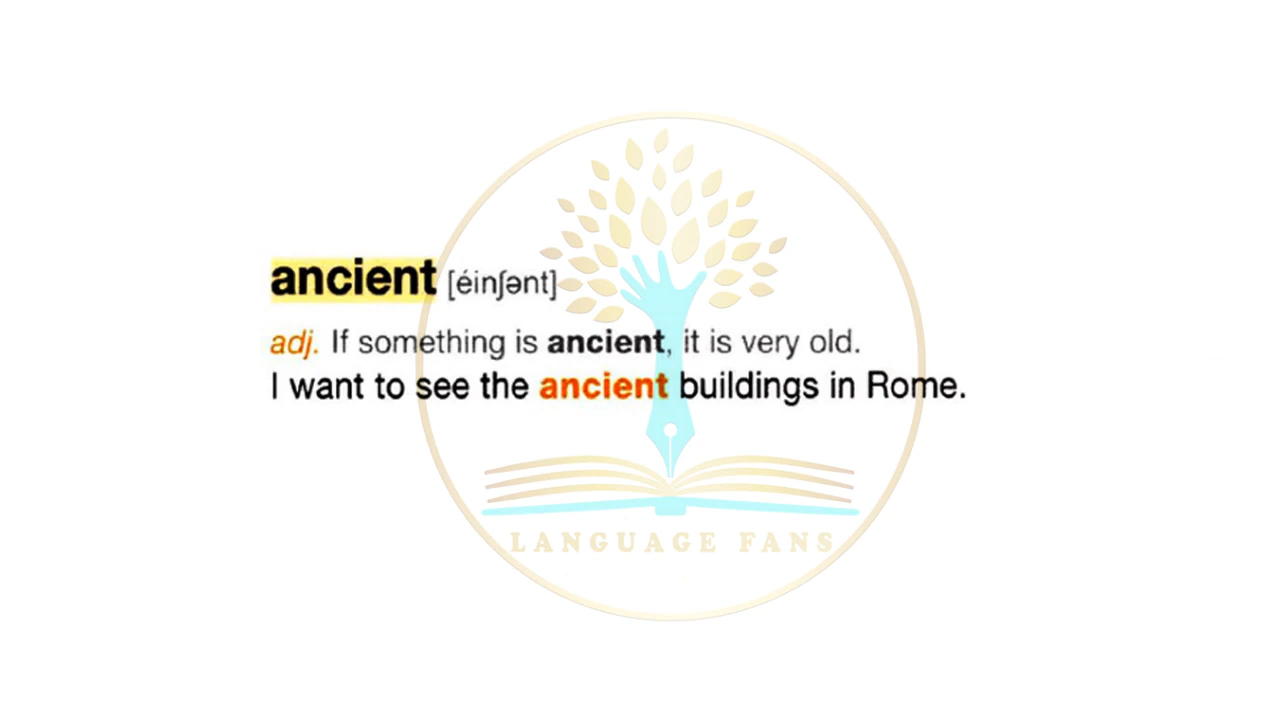 ancient [éinʃənt]
adj. If something is ancient, it is very old.
I want to see the ancient buildings in Rome.
LANGUAGE FANS